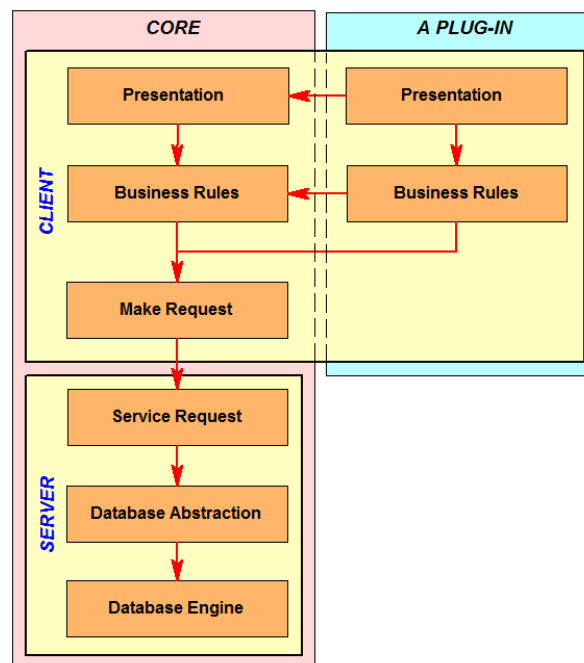 CORE
A PLUG-IN
CLIENT
Presentation
Presentation
Business Rules
Business Rules
Make Request
SERVER
Service Request
Database Abstraction
Database Engine